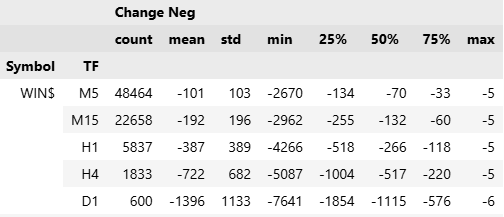 Change Neg
count mean std min 25% 50% 75% max
Symbol TF
WIN$ M5 48464 -101 103 -2670 -134 -70 -33 -5
M15 22658 -192 196 -2962 -255 -132 -60 -5
H1 5837 -387 389 -4266 -518 -266 -118 -5
H4 1833 -722 682 -5087 -1004 -517 -220 -5
D1 600 -1396 1133 -7641 -1854 -1115 -576 -6